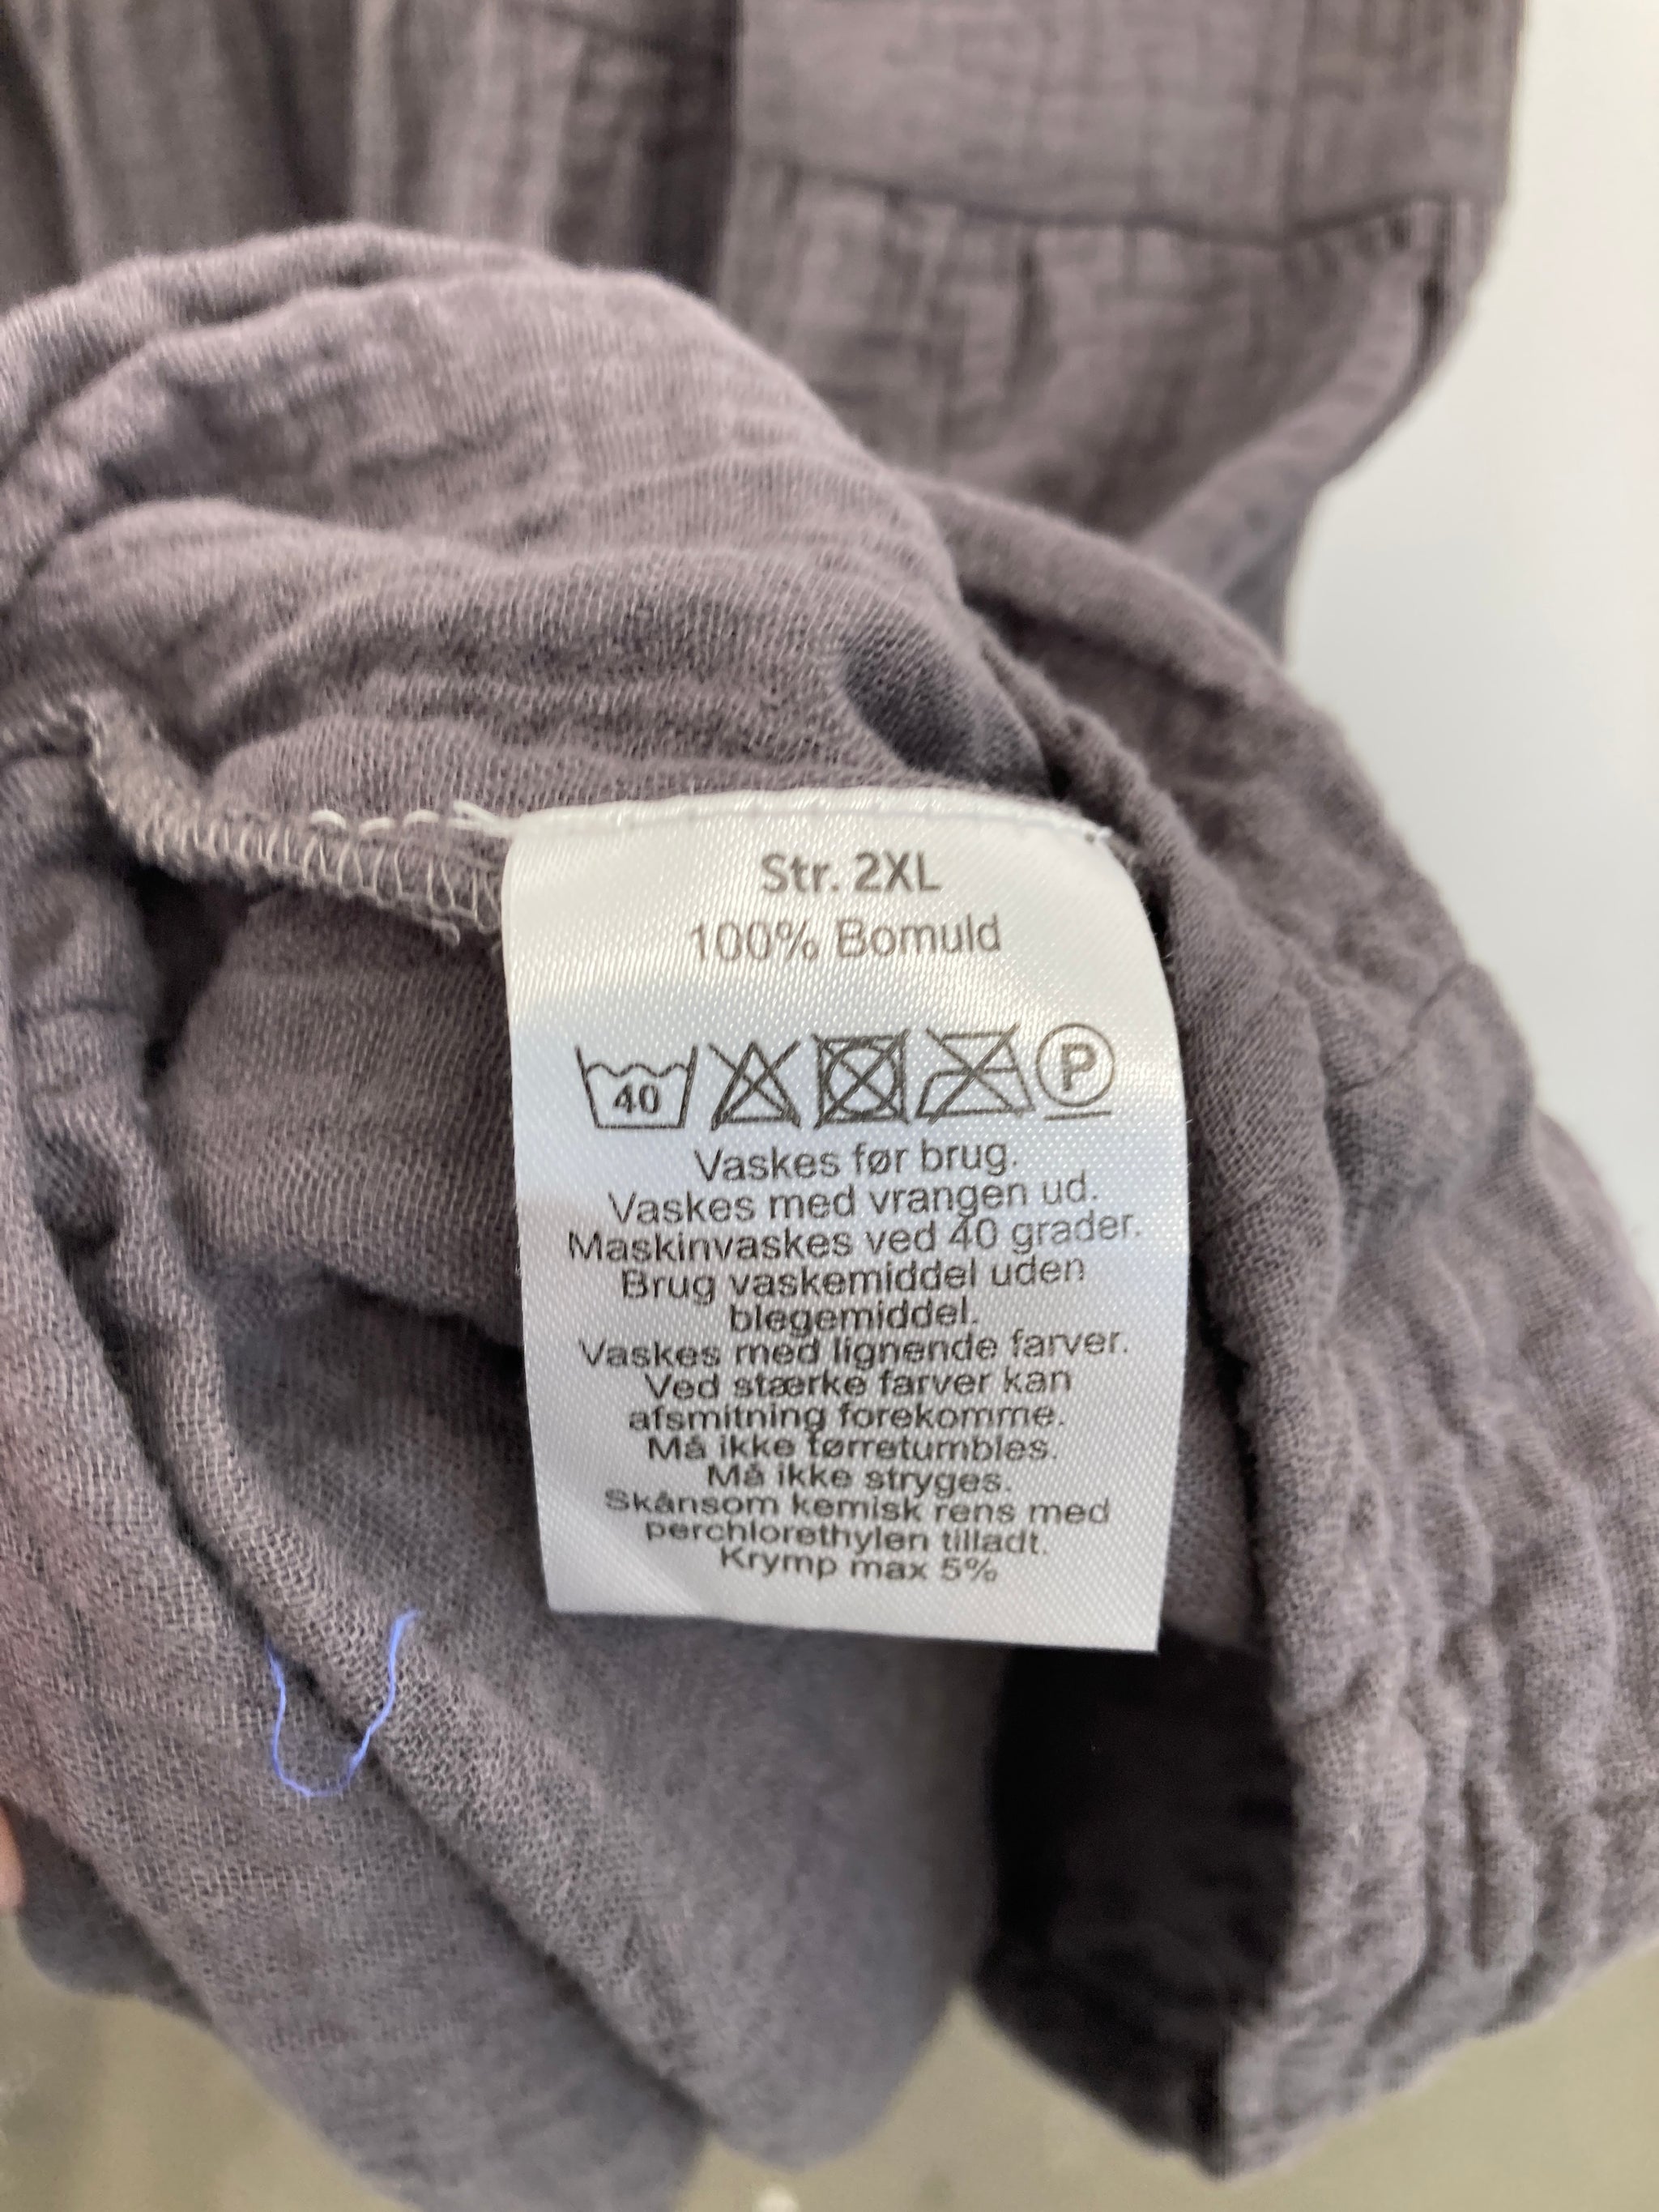 Str. 2XL
100% Bomuld
40 P
Vaskes før brug.
Vaskes med vrangen ud.
Maskinvaskes ved 40 grader.
Brug vaskemiddel uden
blegemiddel.
Vaskes med lignende farver.
Ved stærke farver kan
afsmitning forekomme.
Må ikke tørretumbles.
Må ikke stryges.
Skånsom kemisk rens med
perchlorethylen tilladt.
Krymp max 5%